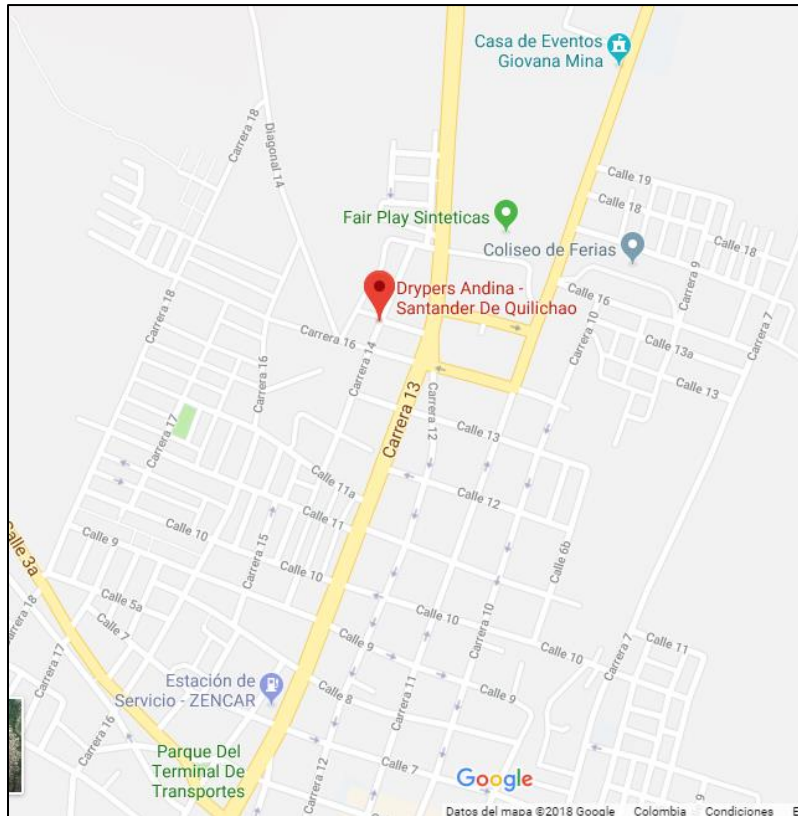 Casa de Eventos
Giovana Mina
Carrera 18
Diagonal 14
Calle 19
Calle 18
Calle 18
Fair Play Sinteticas
Coliseo de Ferias
Carrera 9
Drypers Andina -
Santander De Quilichao
Calle 16
Carrera 18
Carrera 10
Carrera 7
Carrera 16
Calle 13a
Carrera 16
Carrera 14
Calle 13
Carrera 13
Carrera 12
Carrera 17
Calle 13
Calle 11a
Calle 12
Calle 11
Calle 10
Calle 3a
Calle 9
Carrera 15
Calle 10
Calle 6b
Calle 5a
Calle 10
Carrera 10
Calle 7
Calle 9
Calle 10
Carrera 7
Calle 11
Carrera 17
Estación de
Servicio - ZENCAR
Calle 8
Carrera 11
Calle 9
Carrera 16
Parque Del
Terminal De
Transportes
Carrera 12
Calle 7
Google
Datos del mapa ©2018 Google Colombia Condiciones